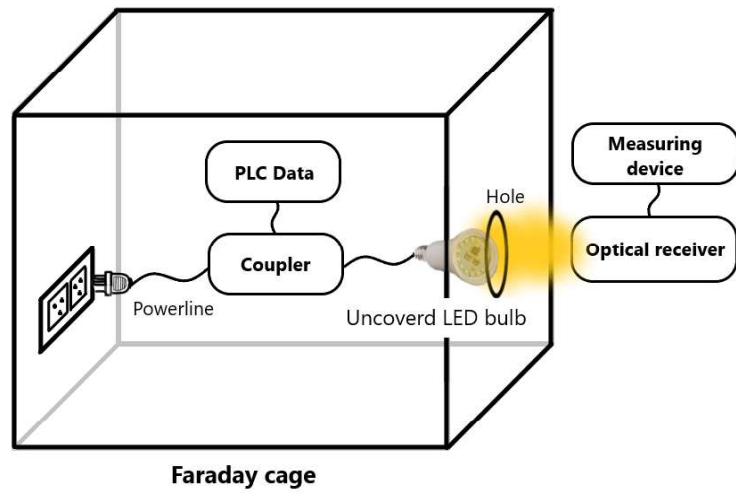 PLC Data
Measuring
device
Hole
Coupler
Optical receiver
Powerline
Uncoverd LED bulb
Faraday cage